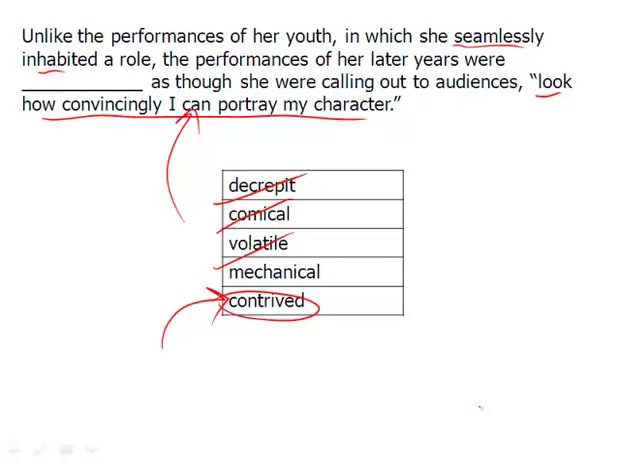 Unlike the performances of her youth, in which she seamlessly
inhabited a role, the performances of her later years were
____________ as though she were calling out to audiences, “look
how convincingly I can portray my character.”
decrepit
comical
volatile
mechanical
contrived